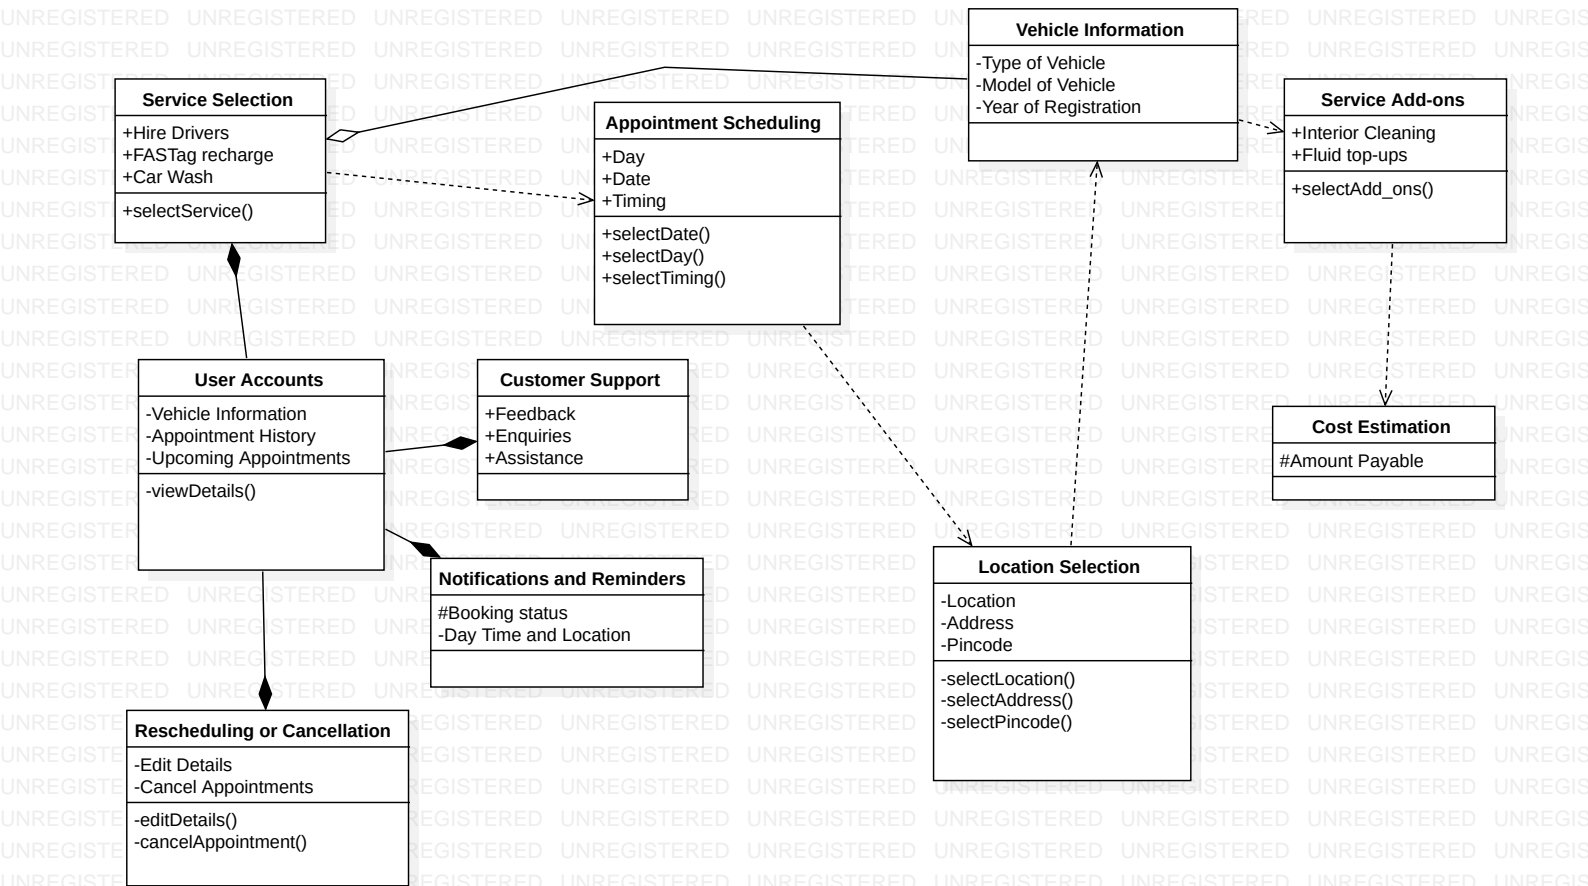 Vehicle Information
-Type of Vehicle
-Model of Vehicle
-Year of Registration
Service Selection
+Hire Drivers
+FASTag recharge
+Car Wash
+selectService()
Appointment Scheduling
+Day
+Date
+Timing
+selectDate()
+selectDay()
+selectTiming()
Service Add-ons
+Interior Cleaning
+Fluid top-ups
+selectAdd_ons()
User Accounts
-Vehicle Information
-Appointment History
-Upcoming Appointments
-viewDetails()
Customer Support
+Feedback
+Enquiries
+Assistance
Cost Estimation
#Amount Payable
Notifications and Reminders
#Booking status
-Day Time and Location
Location Selection
-Location
-Address
-Pincode
-selectLocation()
-selectAddress()
-selectPincode()
Rescheduling or Cancellation
-Edit Details
-Cancel Appointments
-editDetails()
-cancelAppointment()
UNREGISTERED